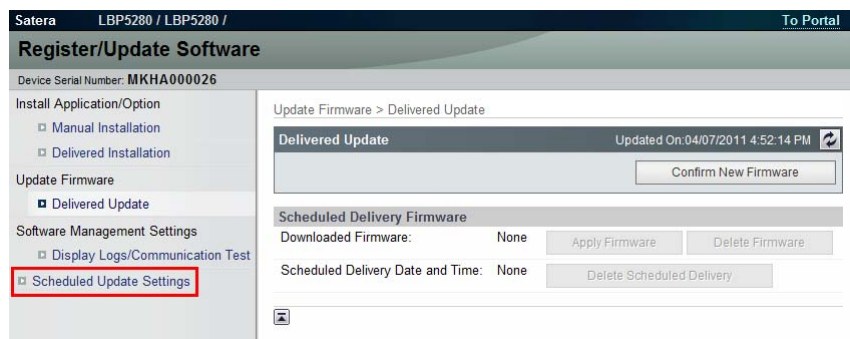 Satera LBP5280 / LBP5280 / To Portal
Register/Update Software
Device Serial Number: MKHA000026
Install Application/Option
Manual Installation
Delivered Installation
Update Firmware
Delivered Update
Software Management Settings
Display Logs/Communication Test
Scheduled Update Settings
Update Firmware > Delivered Update
Delivered Update Updated On:04/07/2011 4:52:14 PM
Confirm New Firmware
Scheduled Delivery Firmware
Downloaded Firmware: None Apply Firmware Delete Firmware
Scheduled Delivery Date and Time: None Delete Scheduled Delivery